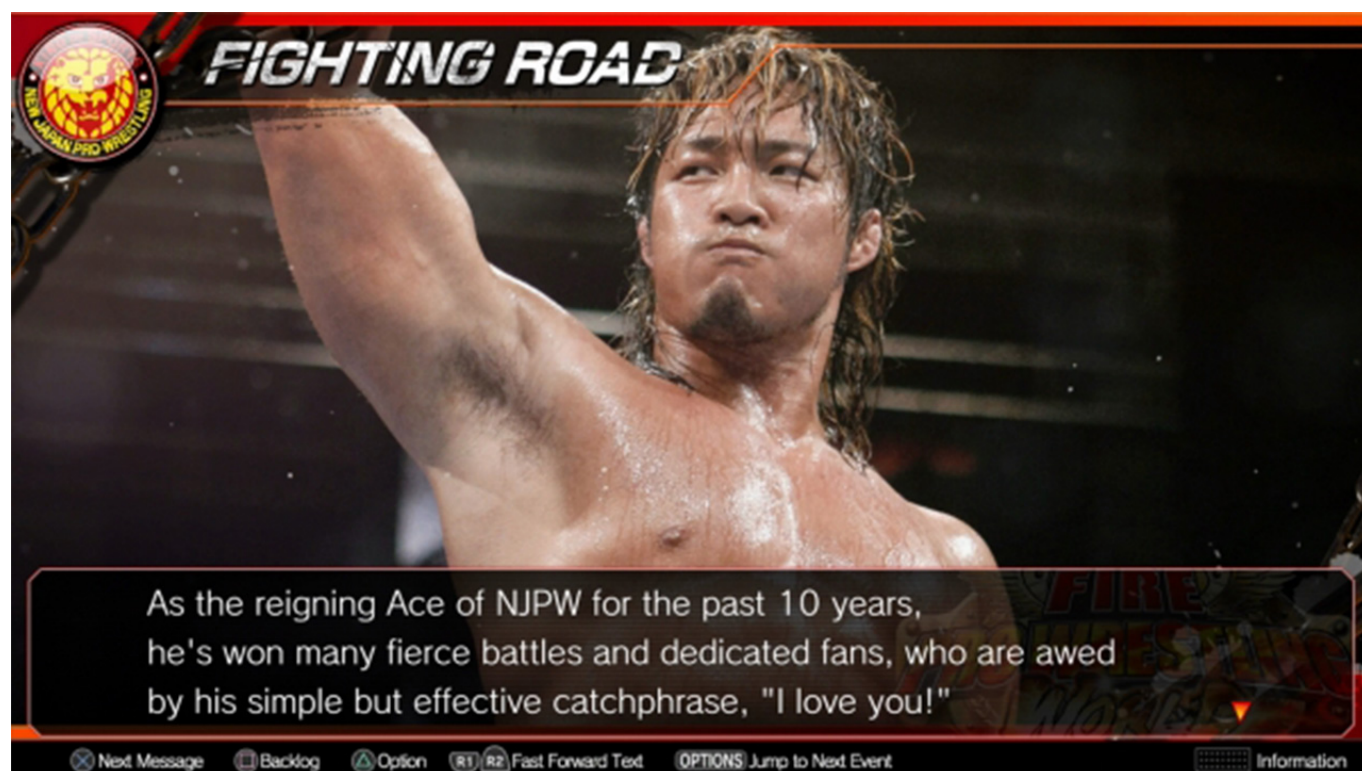 FIGHTING ROAD
NEW JAPAN PRO-WRESTLING
As the reigning Ace of NJPW for the past 10 years,
he's won many fierce battles and dedicated fans, who are awed
by his simple but effective catchphrase, "I love you!"
FIRE
PRO WRESTLING
WORLD
Next Message Backlog Option R1 R2 Fast Forward Text OPTIONS Jump to Next Event Information